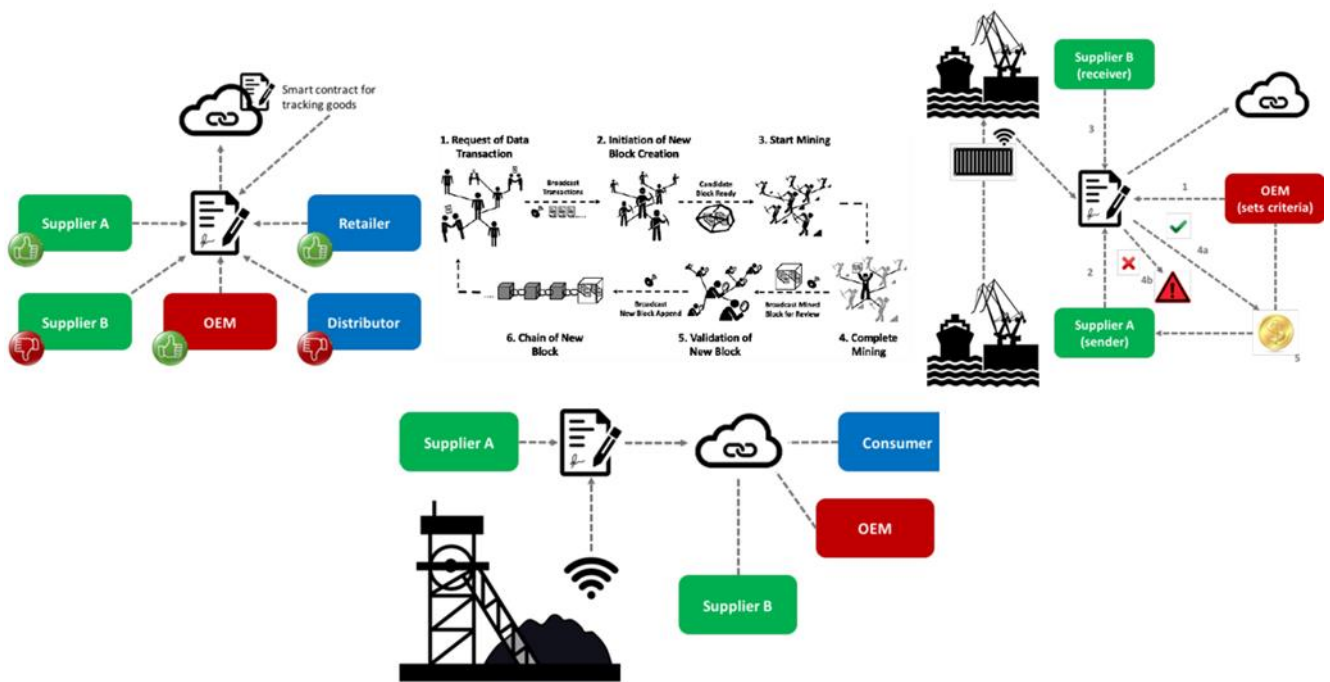 Smart contract for
tracking goods
Supplier A
Retailer
Supplier B
OEM
Distributor
1. Request of Data
Transaction
2. Initiation of New
Block Creation
3. Start Mining
Broadcast
Transactions
Candidate
Block Ready
Broadcast
New Block Append
Broadcast Mined
Block for Review
6. Chain of New
Block
5. Validation of
New Block
4. Complete
Mining
Supplier B
(receiver)
3
1
OEM
(sets criteria)
2
4a
4b
Supplier A
(sender)
5
Supplier A
Consumer
OEM
Supplier B